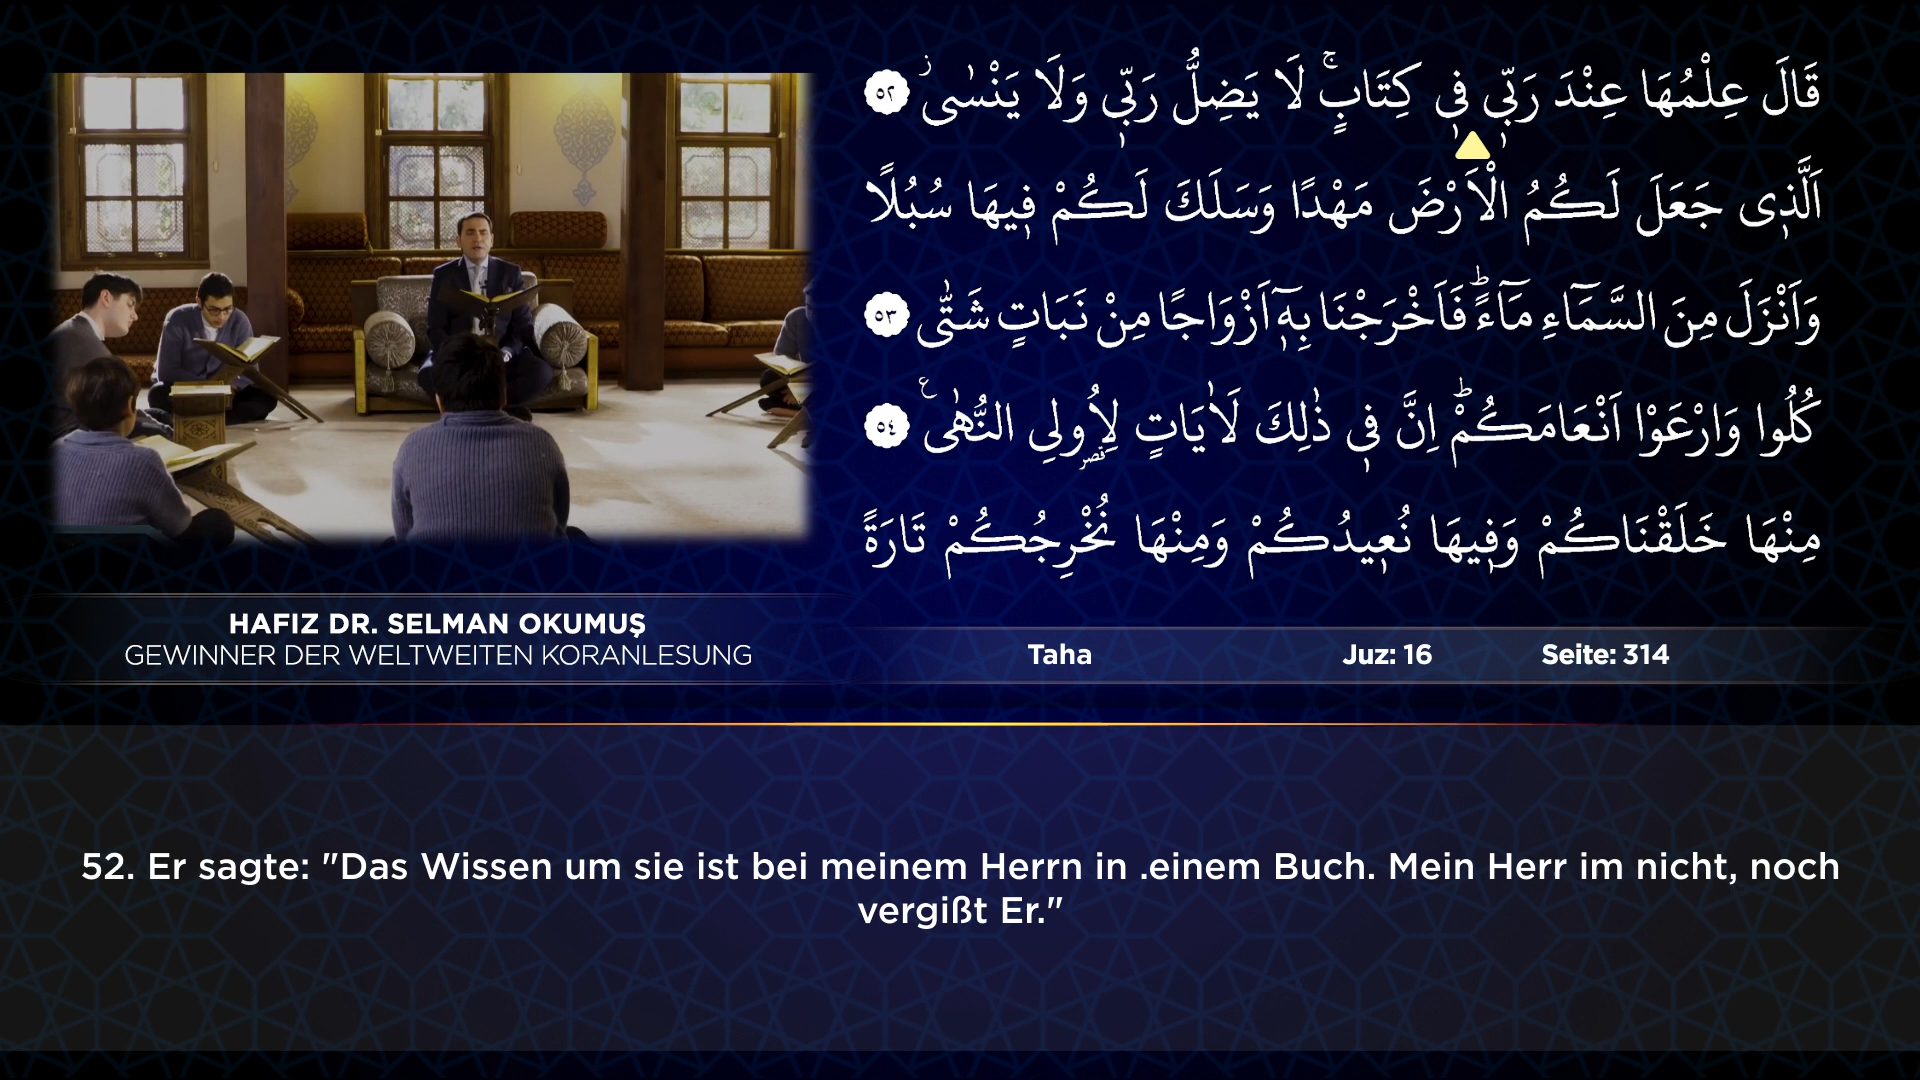 قَالَ عِلْمُهَا عِنْدَ رَبّ۪ي ف۪ي كِتَابٍۚ لَا يَضِلُّ رَبّ۪ي وَلَا يَنْسٰىۘ ٥٢
اَلَّذ۪ي جَعَلَ لَكُمُ الْاَرْضَ مَهْدًا وَسَلَكَ لَكُمْ ف۪يهَا سُبُلًا
وَاَنْزَلَ مِنَ السَّمَٓاءِ مَٓاءًۜ فَاَخْرَجْنَا بِه۪ٓ اَزْوَاجًا مِنْ نَبَاتٍ شَتّٰى ٥٣
كُلُوا وَارْعَوْا اَنْعَامَكُمْۜ اِنَّ ف۪ي ذٰلِكَ لَاٰيَاتٍ لِاُو۬لِي النُّهٰى۟ ٥٤
مِنْهَا خَلَقْنَاكُمْ وَف۪يهَا نُع۪يدُكُمْ وَمِنْهَا نُخْرِجُكُمْ تَارَةً
HAFIZ DR. SELMAN OKUMUŞ
GEWINNER DER WELTWEITEN KORANLESUNG
Taha Juz: 16 Seite: 314
52. Er sagte: "Das Wissen um sie ist bei meinem Herrn in .einem Buch. Mein Herr im nicht, noch
vergißt Er."